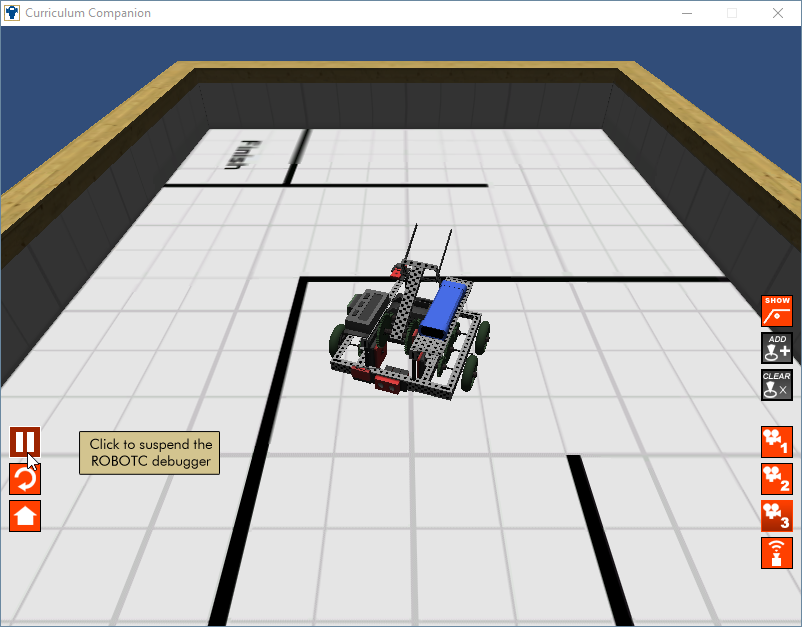 Curriculum Companion
Finish
SHOW
ADD
CLEAR
Click to suspend the
ROBOTC debugger
1
2
3